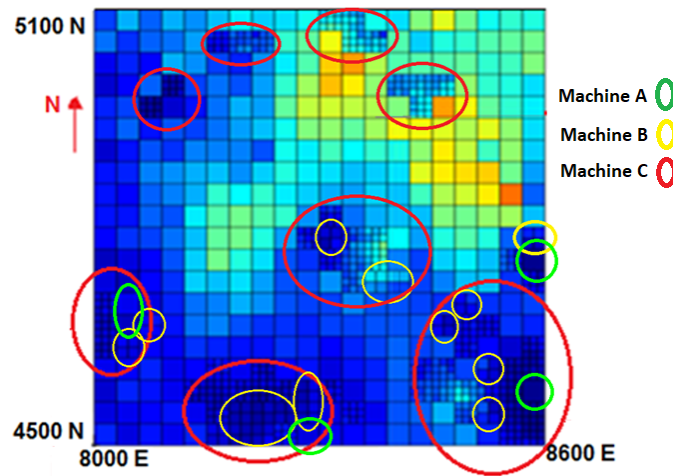 5100 N
N
Machine A
Machine B
Machine C
4500 N
8000 E
8600 E